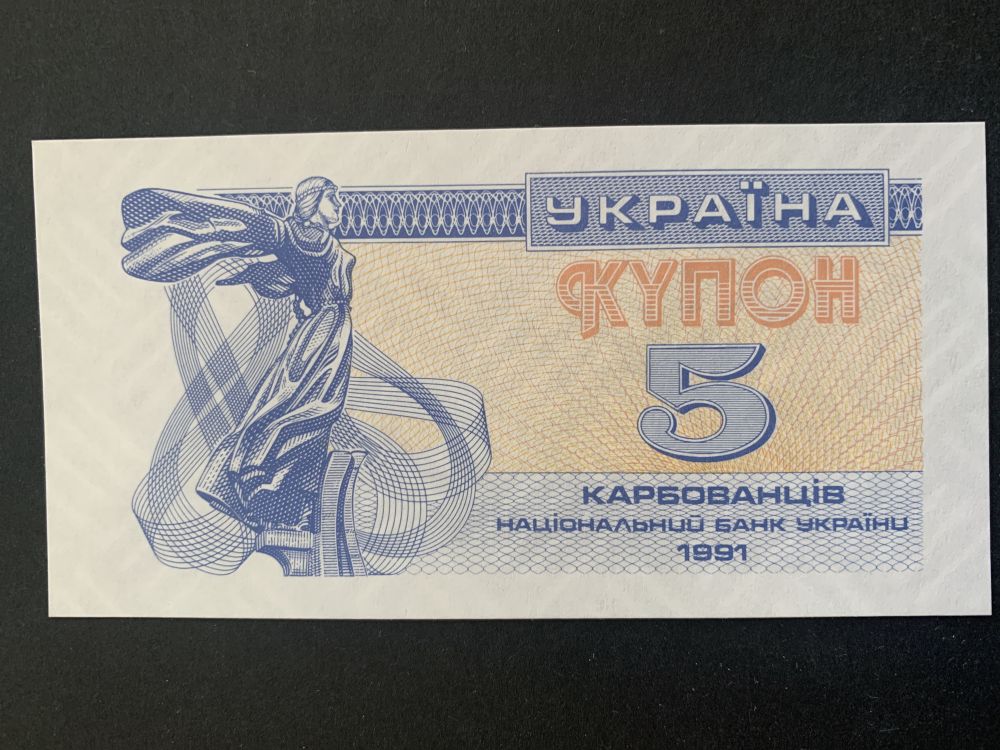 УКРАЇНА
КУПОН
5
КАРБОВАНЦІВ
НАЦІОНАЛЬНИЙ БАНК УКРАЇНИ
1991